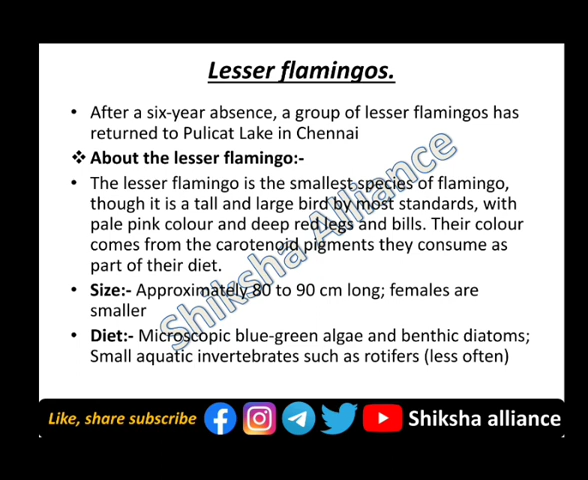 Lesser flamingos.
• After a six-year absence, a group of lesser flamingos has
returned to Pulicat Lake in Chennai
❖ About the lesser flamingo:-
• The lesser flamingo is the smallest species of flamingo,
though it is a tall and large bird by most standards, with
pale pink colour and deep red legs and bills. Their colour
comes from the carotenoid pigments they consume as
part of their diet.
• Size:- Approximately 80 to 90 cm long; females are
smaller
• Diet:- Microscopic blue-green algae and benthic diatoms;
Small aquatic invertebrates such as rotifers (less often)
Shiksha Alliance
Like, share subscribe Shiksha alliance